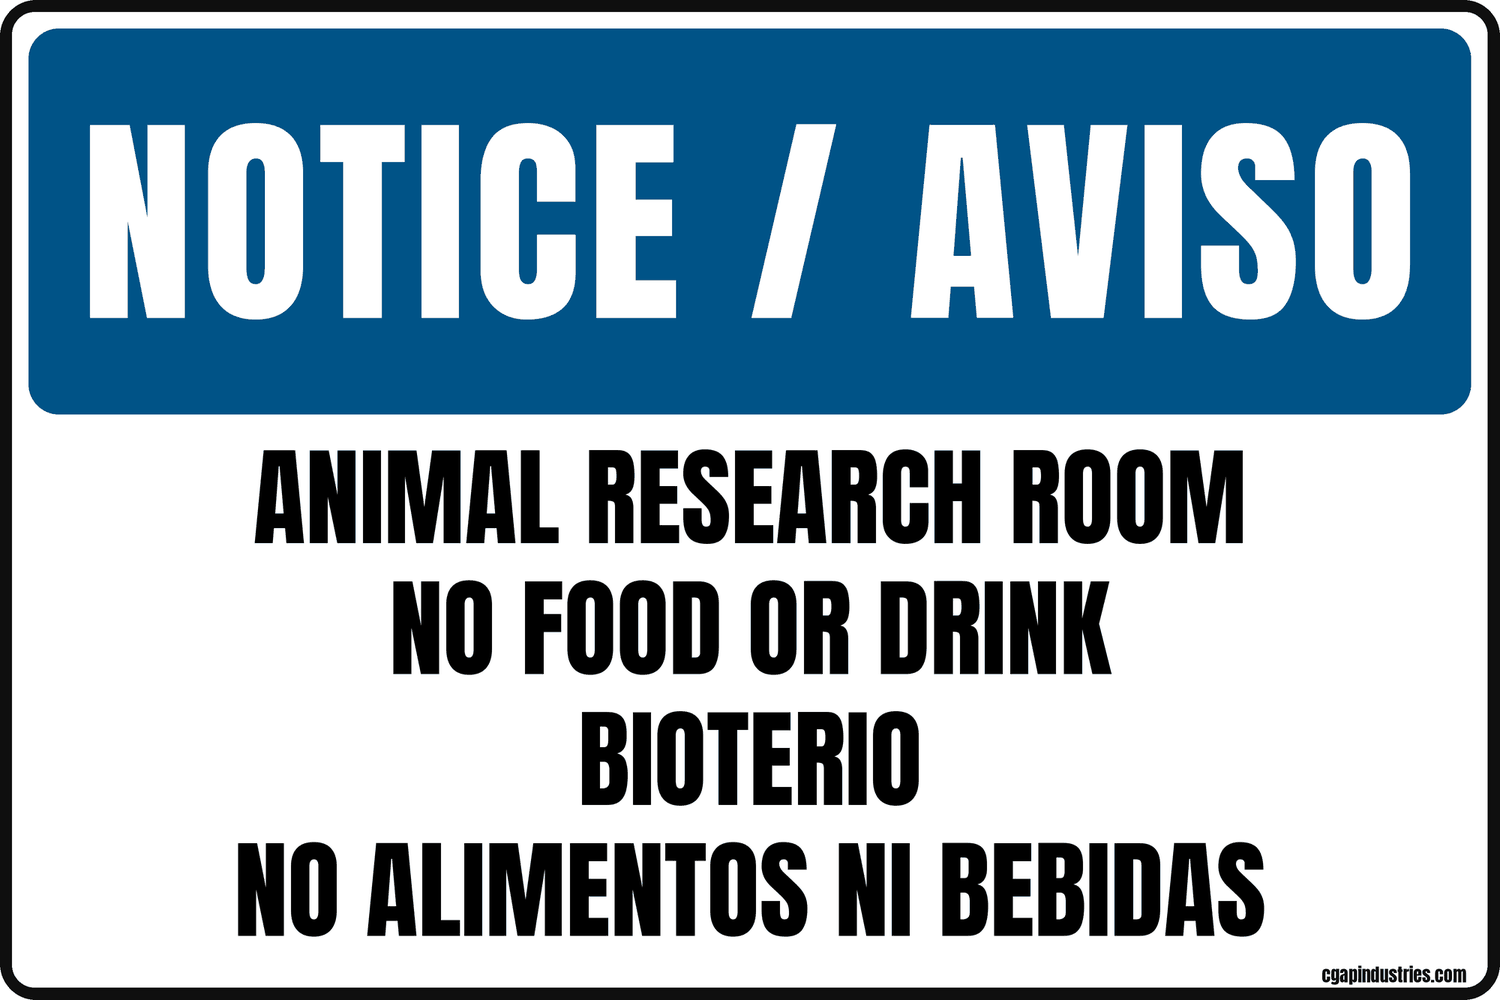 NOTICE / AVISO
ANIMAL RESEARCH ROOM
NO FOOD OR DRINK
BIOTERIO
NO ALIMENTOS NI BEBIDAS
cgapindustries.com